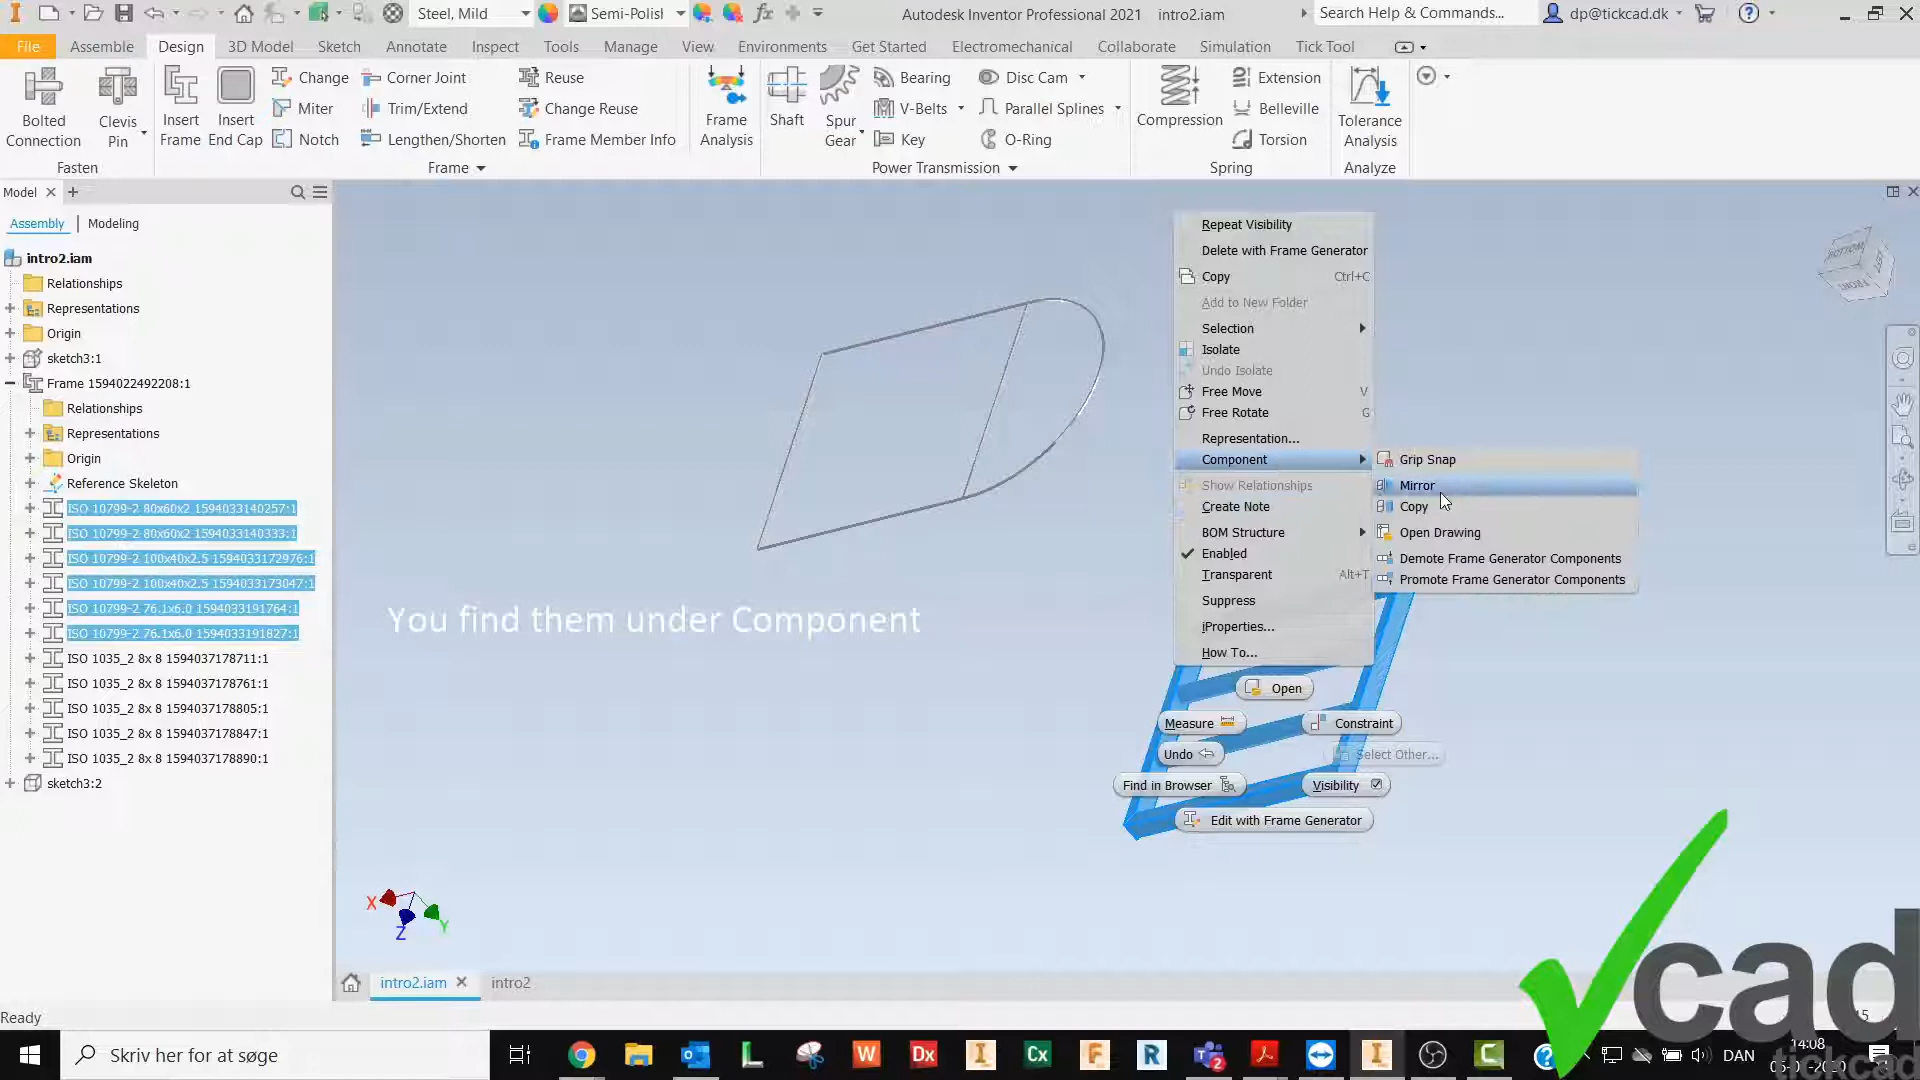 Steel, Mild
Semi-Polish
Autodesk Inventor Professional 2021 intro2.iam
Search Help & Commands...
dp@tickcad.dk
File Assemble Design 3D Model Sketch Annotate Inspect Tools Manage View Environments Get Started Electromechanical Collaborate Simulation Tick Tool
Bolted Connection
Clevis Pin
Insert Frame
Insert End Cap
Change
Miter
Notch
Corner Joint
Trim/Extend
Lengthen/Shorten
Reuse
Change Reuse
Frame Member Info
Frame Analysis
Shaft
Spur Gear
Bearing
V-Belts
Key
Disc Cam
Parallel Splines
O-Ring
Compression
Extension
Belleville
Torsion
Tolerance Analysis
Fasten Frame Power Transmission Spring Analyze
Model
Assembly Modeling
intro2.iam
Relationships
Representations
Origin
sketch3:1
Frame 1594022492208:1
Relationships
Representations
Origin
Reference Skeleton
ISO 10799-2 80x60x2 1594033140257:1
ISO 10799-2 80x60x2 1594033140333:1
ISO 10799-2 100x40x2.5 1594033172976:1
ISO 10799-2 100x40x2.5 1594033173047:1
ISO 10799-2 76.1x6.0 1594033191764:1
ISO 10799-2 76.1x6.0 1594033191827:1
ISO 1035_2 8x 8 1594037178711:1
ISO 1035_2 8x 8 1594037178761:1
ISO 1035_2 8x 8 1594037178805:1
ISO 1035_2 8x 8 1594037178847:1
ISO 1035_2 8x 8 1594037178890:1
sketch3:2
You find them under Component
Repeat Visibility
Delete with Frame Generator
Copy Ctrl+C
Add to New Folder
Selection
Isolate
Undo Isolate
Free Move V
Free Rotate G
Representation...
Component
Show Relationships
Create Note
BOM Structure
Enabled
Transparent Alt+T
Suppress
iProperties...
How To...
Grip Snap
Mirror
Copy
Open Drawing
Demote Frame Generator Components
Promote Frame Generator Components
Open
Measure
Constraint
Undo
Select Other...
Find in Browser
Visibility
Edit with Frame Generator
BOTTOM
X
Y
Z
intro2.iam
intro2
Ready
cad
tickcad
Skriv her for at søge
DAN
14:08